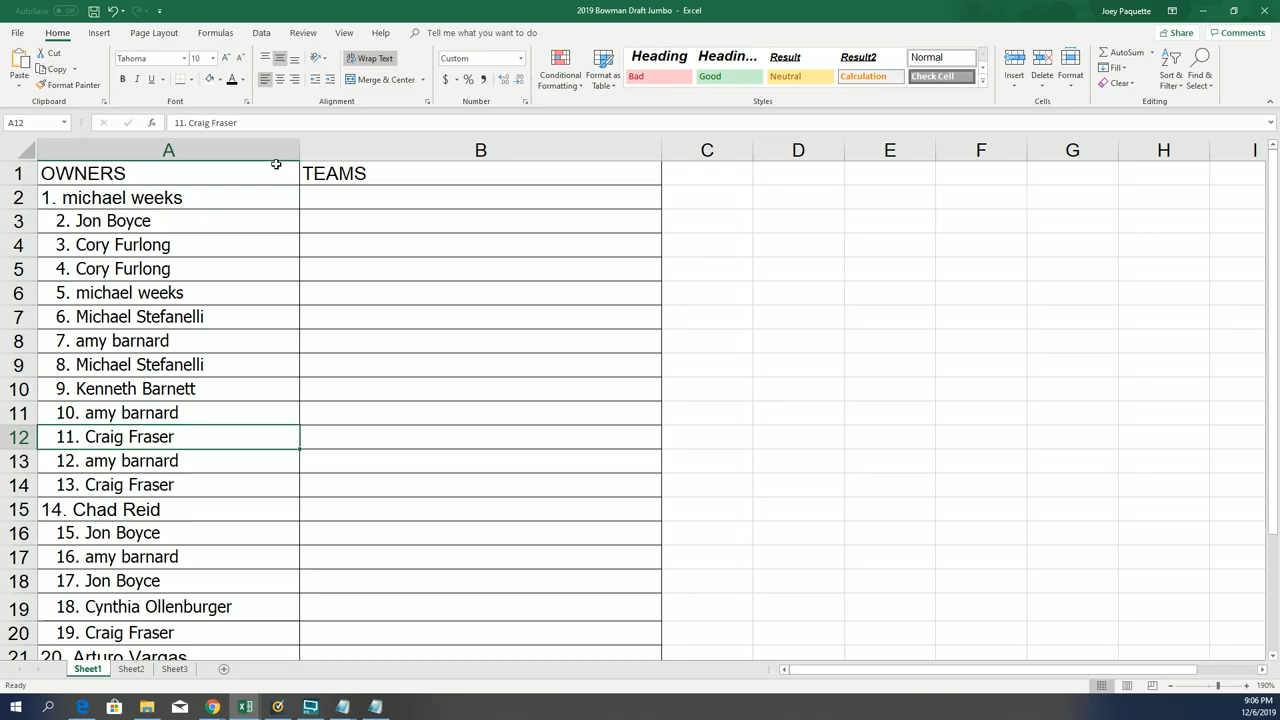 AutoSave Off
2019 Bowman Draft Jumbo - Excel
Joey Paquette
File Home Insert Page Layout Formulas Data Review View Help Tell me what you want to do
Share Comments
Paste Cut Copy Format Painter Clipboard
Tahoma 10 A A B I U A Font
Wrap Text Merge & Center Alignment
Custom $ % Number
Conditional Formatting Format as Table
Heading Headin... Result Result2 Normal
Bad Good Neutral Calculation Check Cell
Styles
Insert Delete Format Cells
AutoSum Fill Clear Sort & Filter Find & Select Editing
A12 fx 11. Craig Fraser
A B C D E F G H I
1 OWNERS TEAMS
2 1. michael weeks
3 2. Jon Boyce
4 3. Cory Furlong
5 4. Cory Furlong
6 5. michael weeks
7 6. Michael Stefanelli
8 7. amy barnard
9 8. Michael Stefanelli
10 9. Kenneth Barnett
11 10. amy barnard
12 11. Craig Fraser
13 12. amy barnard
14 13. Craig Fraser
15 14. Chad Reid
16 15. Jon Boyce
17 16. amy barnard
18 17. Jon Boyce
19 18. Cynthia Ollenburger
20 19. Craig Fraser
21 20. Arturo Vargas
Sheet1 Sheet2 Sheet3
Ready
190%
9:06 PM
12/6/2019